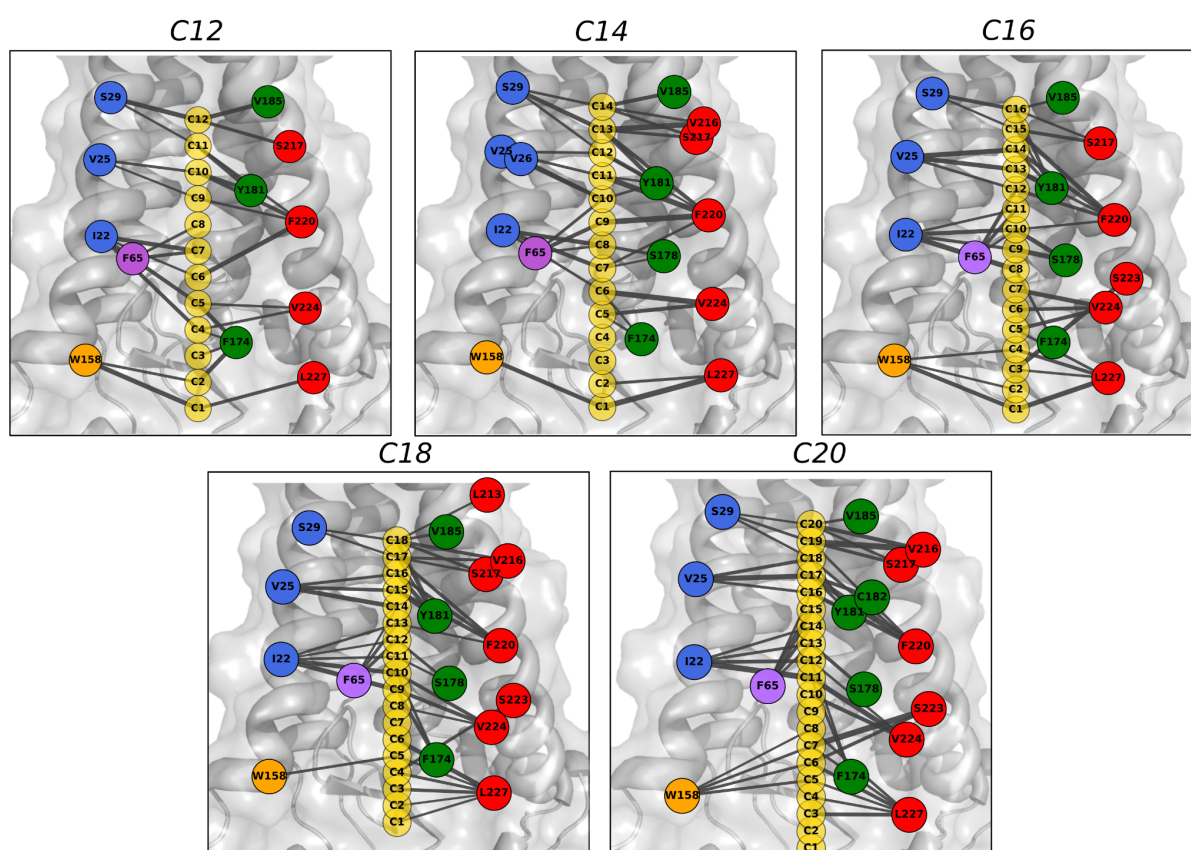 C12
C14
C16
S29
V185
C12
S217
C11
V25
C10
Y181
C9
F220
C8
I22
C7
F65
C6
C5
V224
C4
F174
C3
W158
C2
L227
C1
S29
V185
C14
V216
C13
S217
V25
V26
C12
C11
Y181
C10
F220
C9
I22
C8
F65
S178
C7
C6
V224
C5
C4
F174
C3
W158
C2
L227
C1
S29
V185
C16
C15
S217
C14
V25
C13
C12
Y181
C11
F220
C10
I22
C9
F65
S178
C8
S223
C7
C6
V224
C5
C4
F174
W158
C3
L227
C2
C1
C18
C20
L213
S29
V185
C18
C17
V216
C16
S217
V25
C15
C14
Y181
C13
C12
F220
C11
I22
C10
F65
S178
C9
S223
C8
C7
V224
C6
C5
F174
W158
C4
C3
L227
C2
C1
S29
V185
C20
C19
V216
C18
S217
V25
C17
C16
C182
C15
Y181
C14
C13
F220
C12
I22
C11
F65
S178
C10
C9
S223
C8
V224
C7
C6
C5
F174
W158
C4
C3
L227
C2
C1